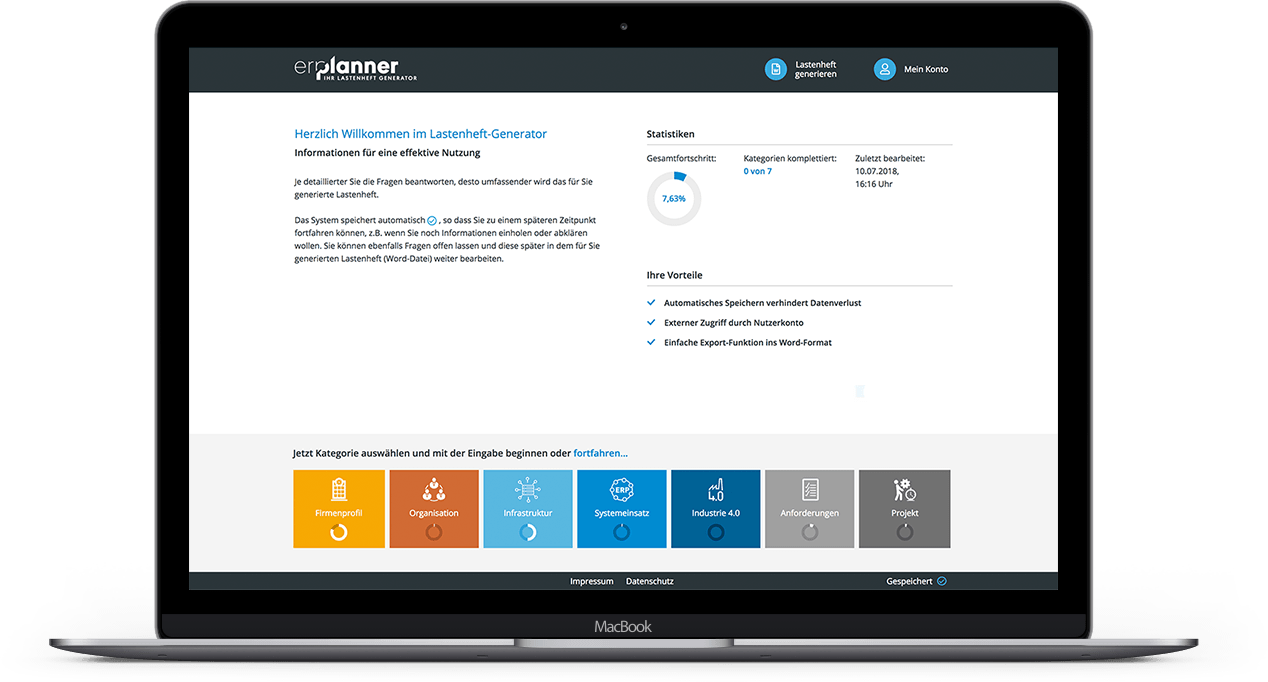 erplanner
IHR LASTENHEFT GENERATOR
Lastenheft
generieren
Mein Konto
Herzlich Willkommen im Lastenheft-Generator
Informationen für eine effektive Nutzung
Je detaillierter Sie die Fragen beantworten, desto umfassender wird das für Sie
generierte Lastenheft.
Das System speichert automatisch , so dass Sie zu einem späteren Zeitpunkt
fortfahren können, z.B. wenn Sie noch Informationen einholen oder abklären
wollen. Sie können ebenfalls Fragen offen lassen und diese später in dem für Sie
generierten Lastenheft (Word-Datei) weiter bearbeiten.
Statistiken
Gesamtfortschritt:
7,63%
Kategorien komplettiert:
0 von 7
Zuletzt bearbeitet:
10.07.2018,
16:16 Uhr
Ihre Vorteile
Automatisches Speichern verhindert Datenverlust
Externer Zugriff durch Nutzerkonto
Einfache Export-Funktion ins Word-Format
Jetzt Kategorie auswählen und mit der Eingabe beginnen oder fortfahren...
Firmenprofil
Organisation
Infrastruktur
ERP
Systemeinsatz
4.0
Industrie 4.0
Anforderungen
Projekt
Impressum
Datenschutz
Gespeichert
MacBook